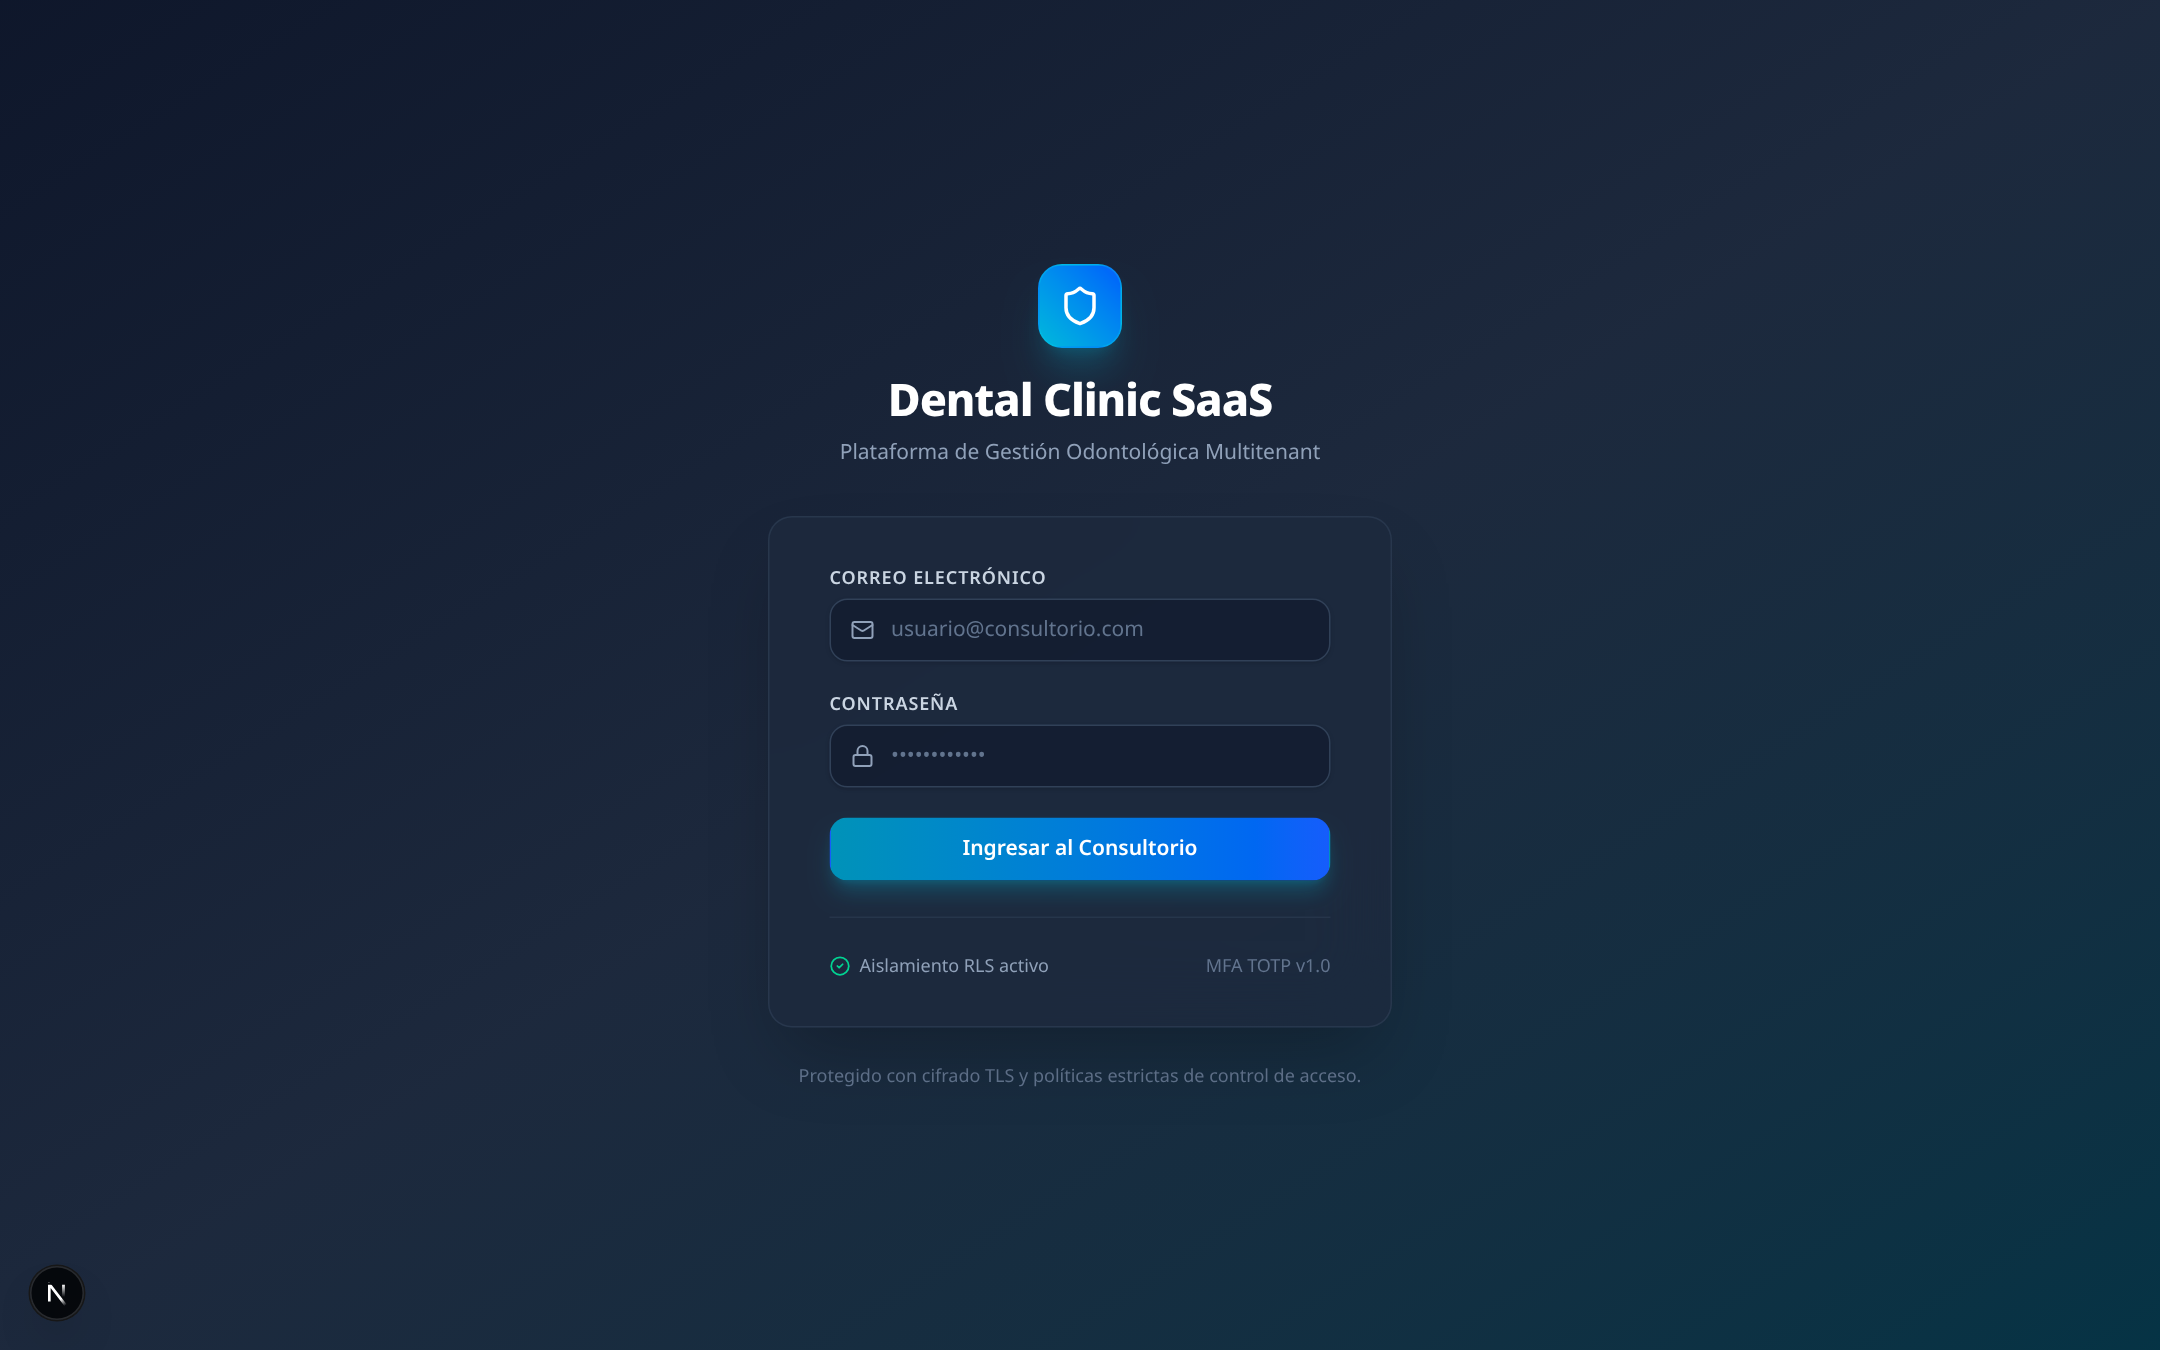 Dental Clinic SaaS
Plataforma de Gestión Odontológica Multitenant
CORREO ELECTRÓNICO
usuario@consultorio.com
CONTRASEÑA
••••••••••••
Ingresar al Consultorio
Aislamiento RLS activo
MFA TOTP v1.0
Protegido con cifrado TLS y políticas estrictas de control de acceso.
N